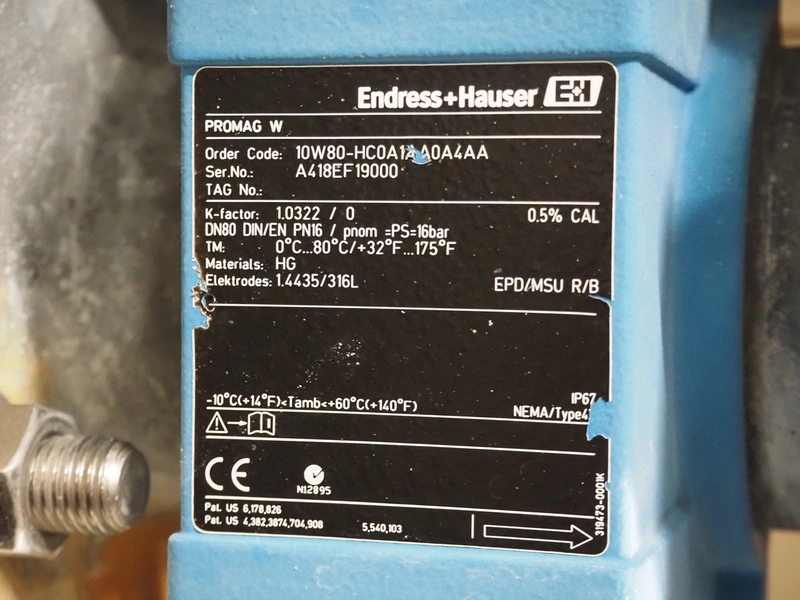 Endress+Hauser E+H
PROMAG W
Order Code: 10W80-HC0A1AA0A4AA
Ser.No.: A418EF19000
TAG No.:
K-factor: 1.0322 / 0 0.5% CAL
DN80 DIN/EN PN16 / pnom =PS=16bar
TM: 0°C...80°C/+32°F...175°F
Materials: HG
Elektrodes: 1.4435/316L EPD/MSU R/B
-10°C(+14°F)<Tamb<+60°C(+140°F) IP67
NEMA/Type4
CE
N12895
Pat. US 6,178,826
Pat. US 4,382,3874,704,908 5,540,103
319473-0001K